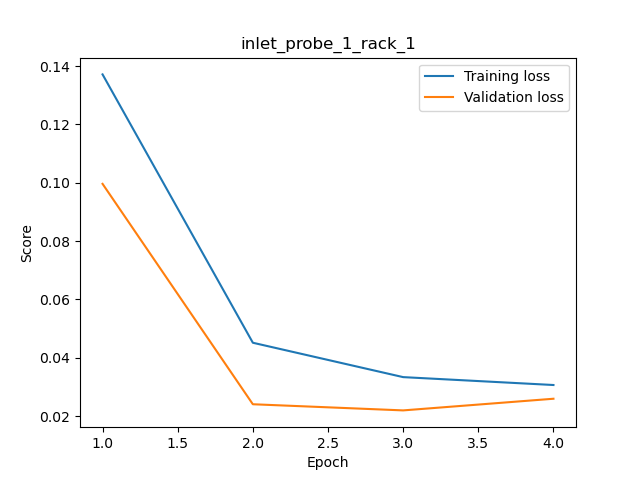 inlet_probe_1_rack_1
Training loss
Validation loss
0.14
0.12
0.10
0.08
0.06
0.04
0.02
Score
1.0
1.5
2.0
2.5
3.0
3.5
4.0
Epoch